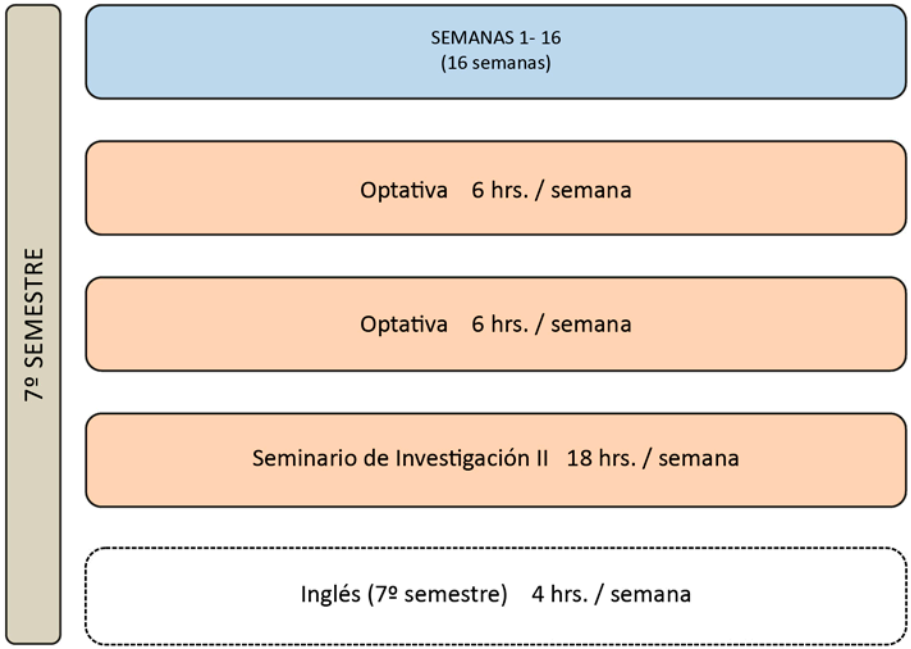 7º SEMESTRE
SEMANAS 1- 16
(16 semanas)
Optativa 6 hrs. / semana
Optativa 6 hrs. / semana
Seminario de Investigación II 18 hrs. / semana
Inglés (7º semestre) 4 hrs. / semana